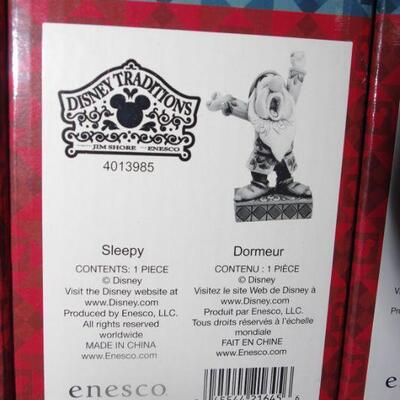 DISNEY TRADITIONS
JIM SHORE ENESCO
4013985
Sleepy
CONTENTS: 1 PIECE
© Disney
Visit the Disney website at
www.Disney.com
Produced by Enesco, LLC.
All rights reserved
worldwide
MADE IN CHINA
www.Enesco.com
Dormeur
CONTENU : 1 PIÈCE
© Disney
Visitez le site Web de Disney à
www.Disney.com
Produit par Enesco, LLC.
Tous droits réservés à l'échelle
mondiale
FAIT EN CHINE
www.Enesco.com
enesco